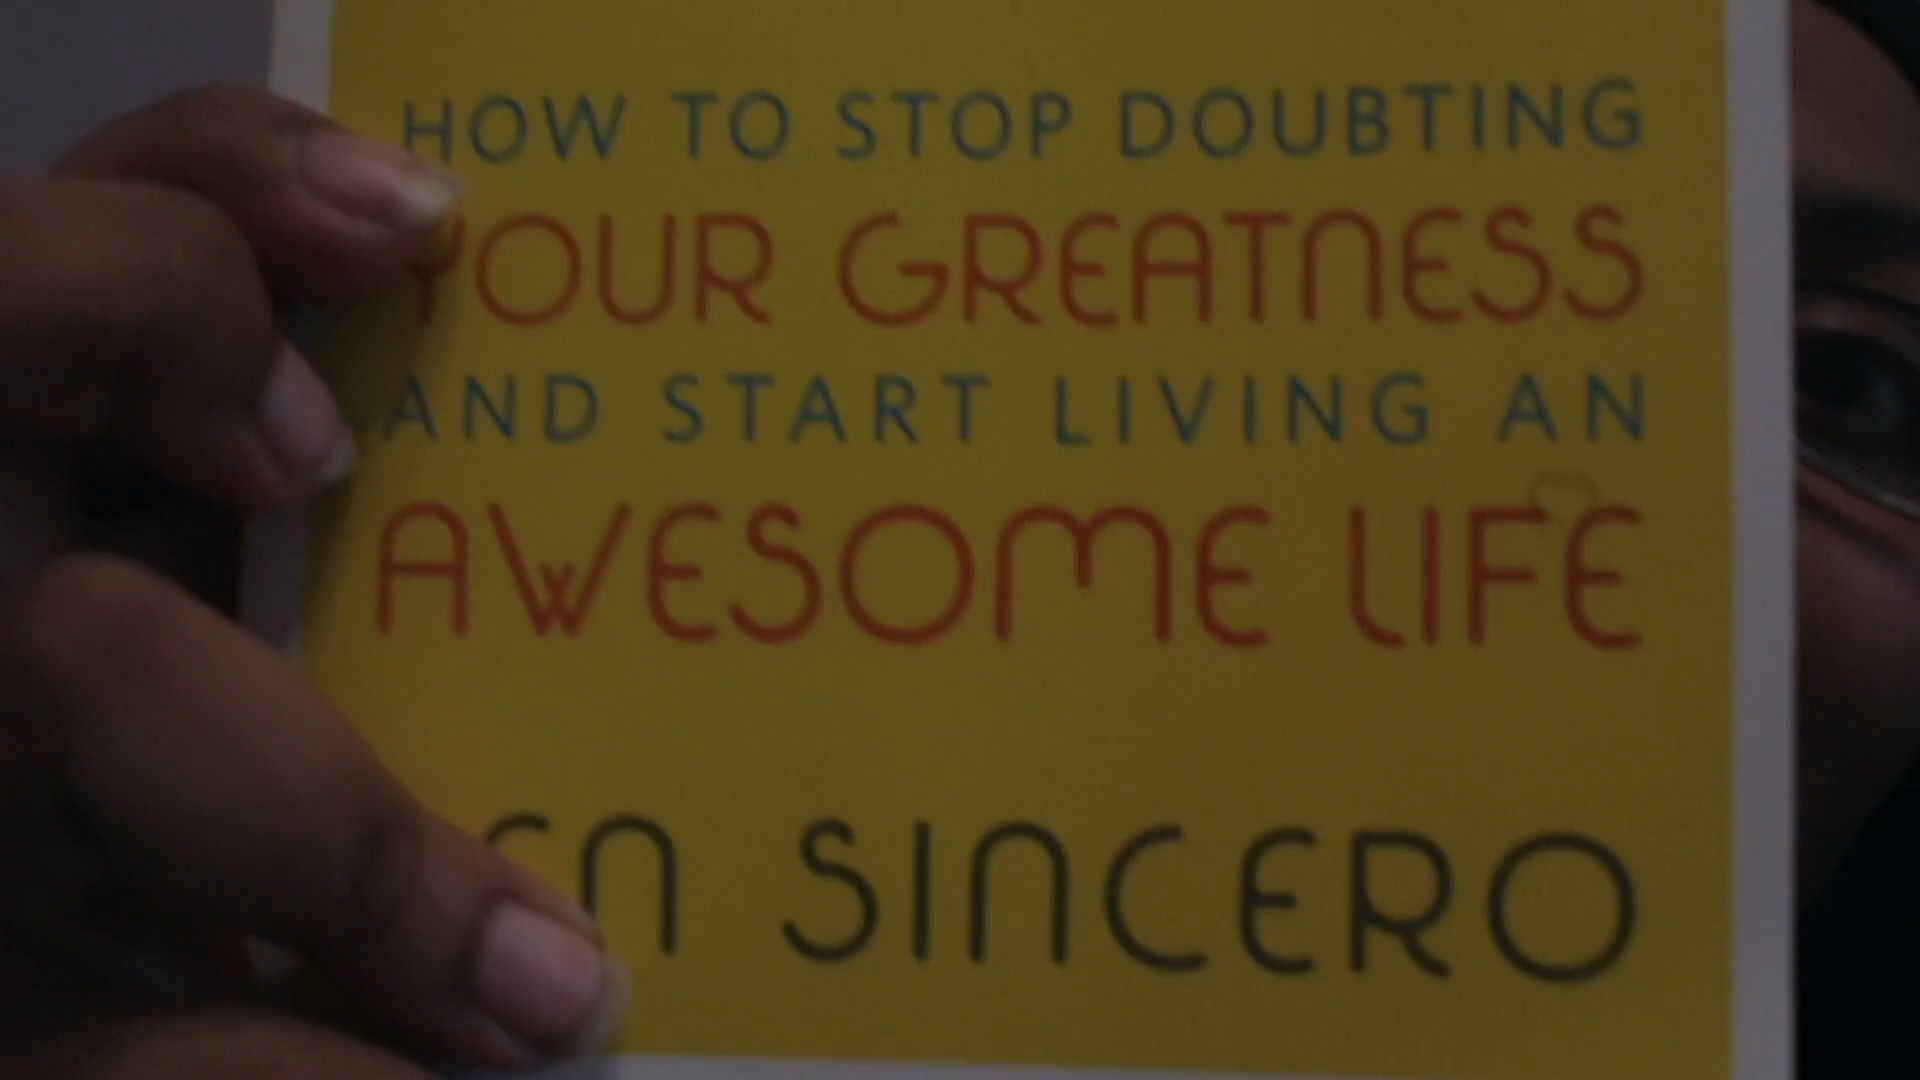 HOW TO STOP DOUBTING
YOUR GREATNESS
AND START LIVING AN
AWESOME LIFE
SINCERO